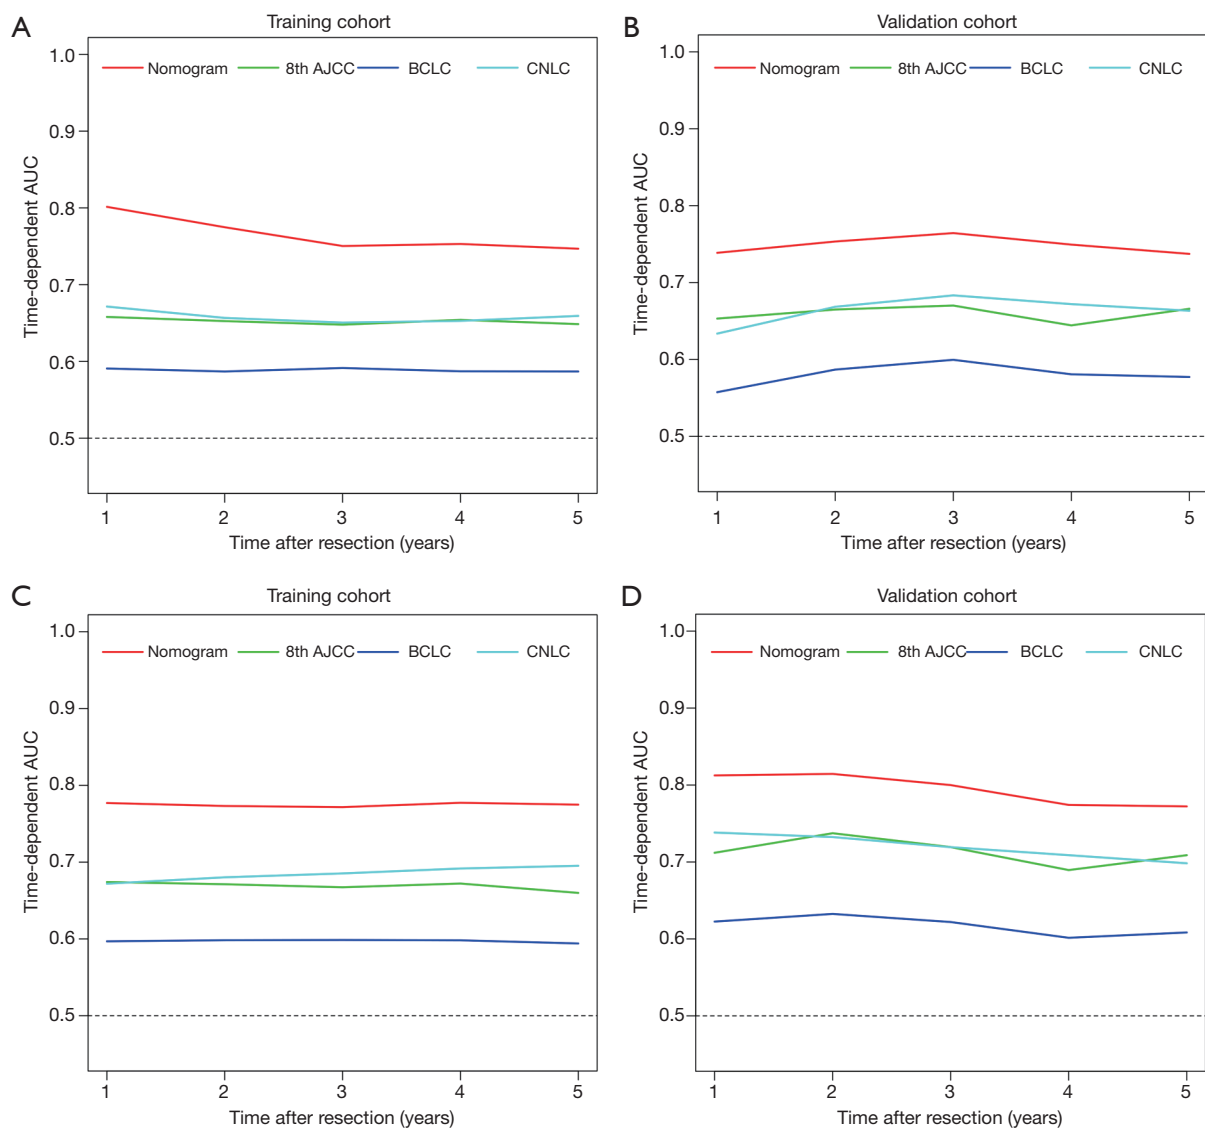 A
Training cohort
Nomogram 8th AJCC BCLC CNLC
Time-dependent AUC
1.0
0.9
0.8
0.7
0.6
0.5
1 2 3 4 5
Time after resection (years)
B
Validation cohort
Nomogram 8th AJCC BCLC CNLC
Time-dependent AUC
1.0
0.9
0.8
0.7
0.6
0.5
1 2 3 4 5
Time after resection (years)
C
Training cohort
Nomogram 8th AJCC BCLC CNLC
Time-dependent AUC
1.0
0.9
0.8
0.7
0.6
0.5
1 2 3 4 5
Time after resection (years)
D
Validation cohort
Nomogram 8th AJCC BCLC CNLC
Time-dependent AUC
1.0
0.9
0.8
0.7
0.6
0.5
1 2 3 4 5
Time after resection (years)